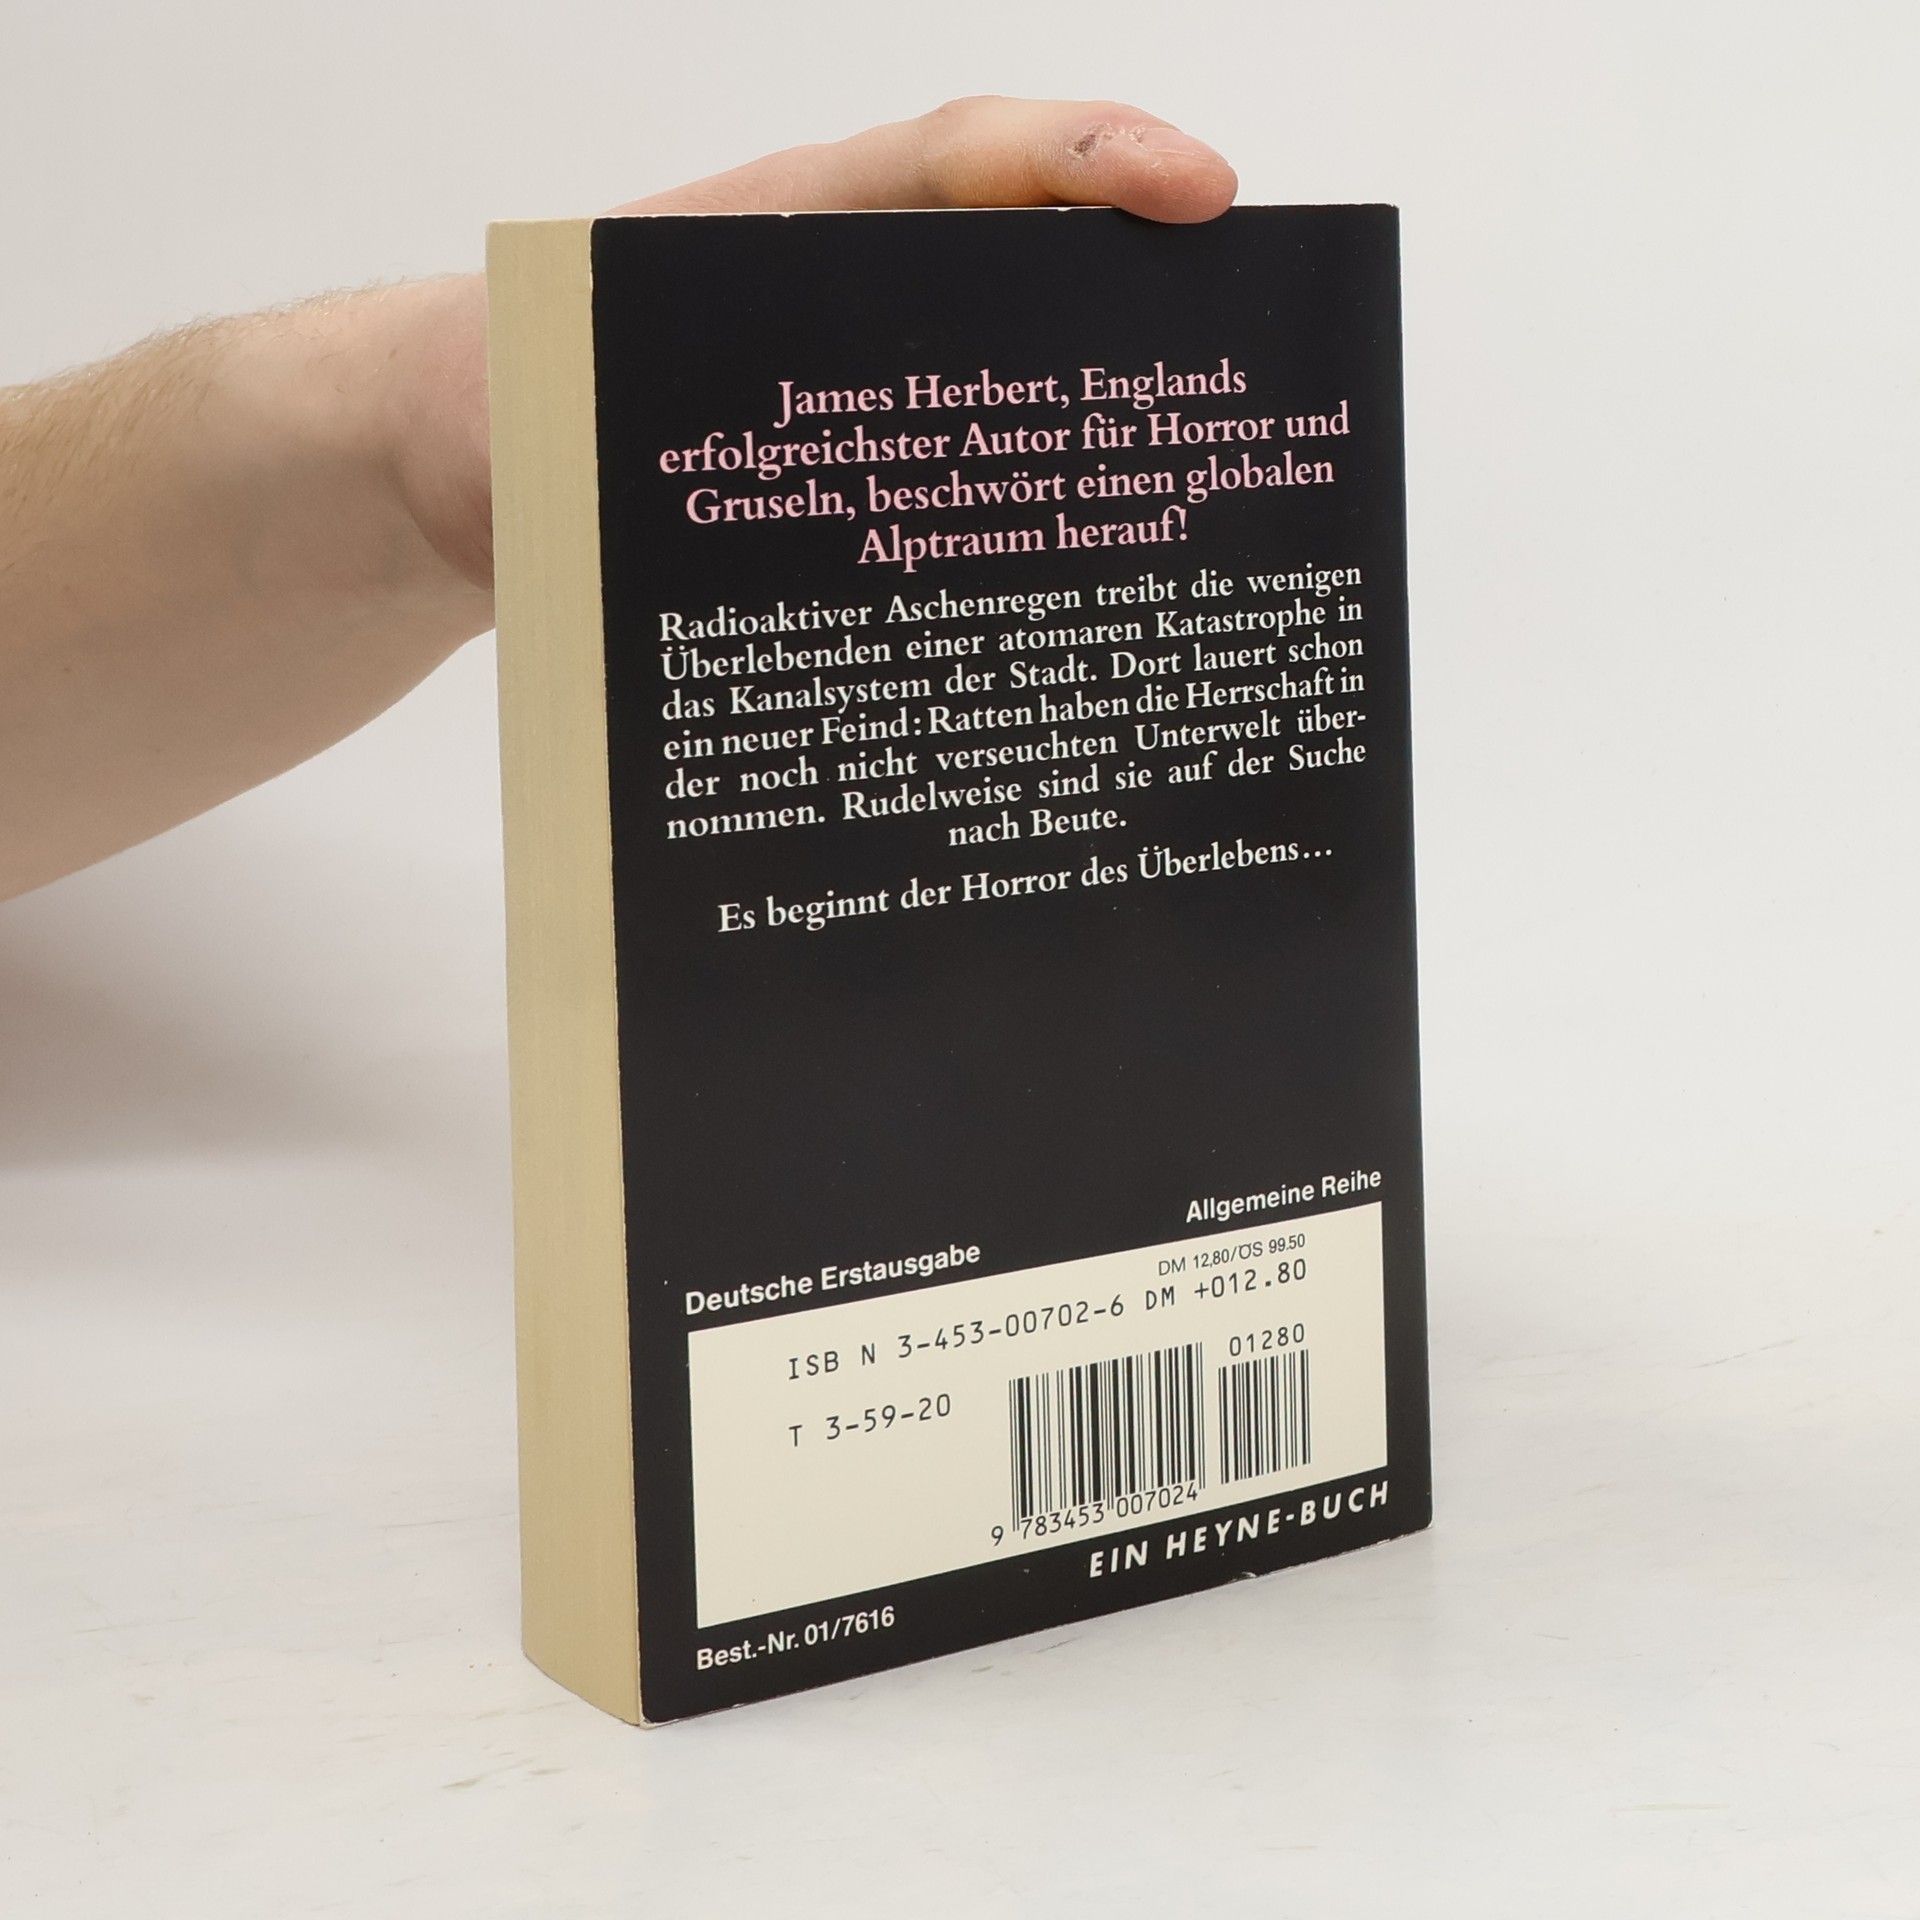 James Herbert, Englands
erfolgreichster Autor für Horror und
Gruseln, beschwört einen globalen
Alptraum herauf!
Radioaktiver Aschenregen treibt die wenigen
Überlebenden einer atomaren Katastrophe in
das Kanalsystem der Stadt. Dort lauert schon
ein neuer Feind: Ratten haben die Herrschaft in
der noch nicht verseuchten Unterwelt über-
nommen. Rudelweise sind sie auf der Suche
nach Beute.
Es beginnt der Horror des Überlebens...
Allgemeine Reihe
Deutsche Erstausgabe
DM 12,80/ÖS 99.50
ISB N 3-453-00702-6 DM +012.80
01280
T 3-59-20
9 783453 007024
EIN HEYNE-BUCH
Best.-Nr. 01/7616